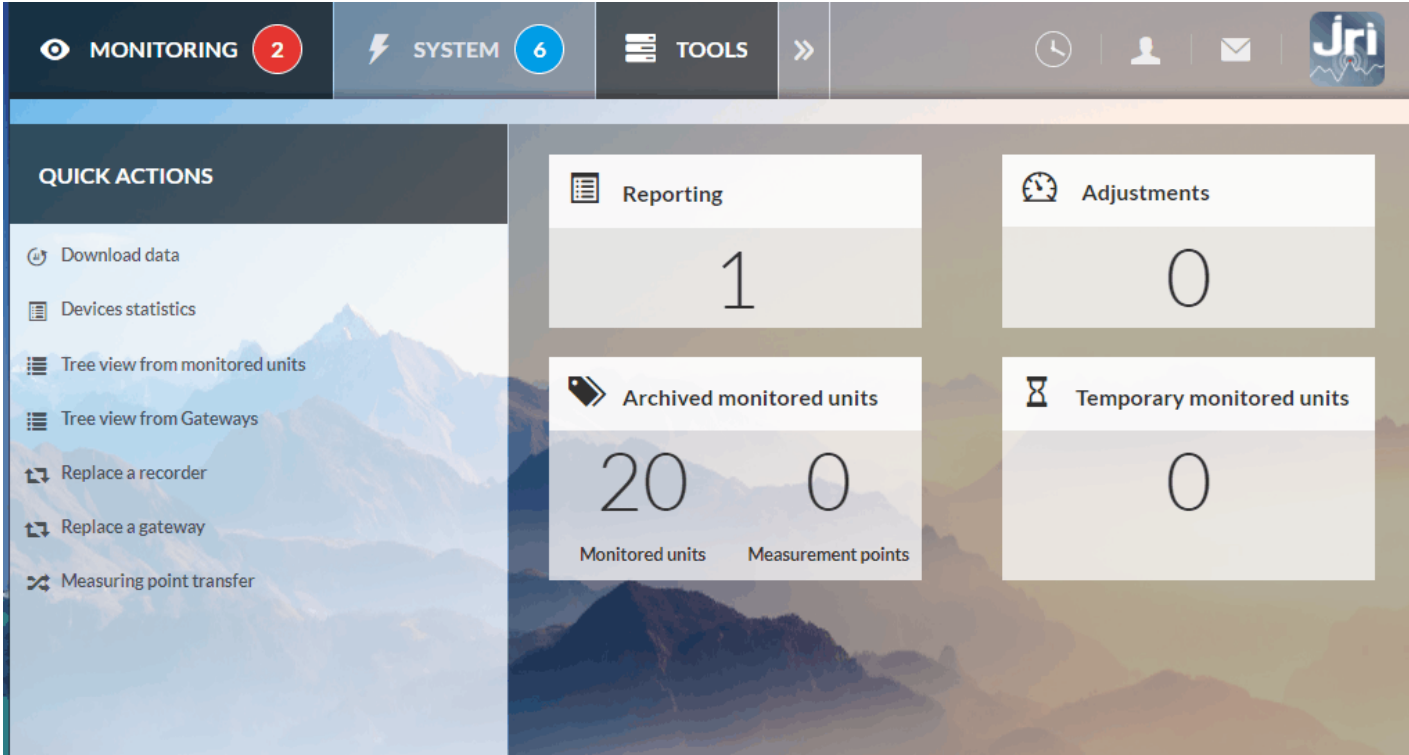 MONITORING 2 SYSTEM 6 TOOLS
Jri
QUICK ACTIONS
Download data
Devices statistics
Tree view from monitored units
Tree view from Gateways
Replace a recorder
Replace a gateway
Measuring point transfer
Reporting
1
Adjustments
0
Archived monitored units
20 0
Monitored units Measurement points
Temporary monitored units
0